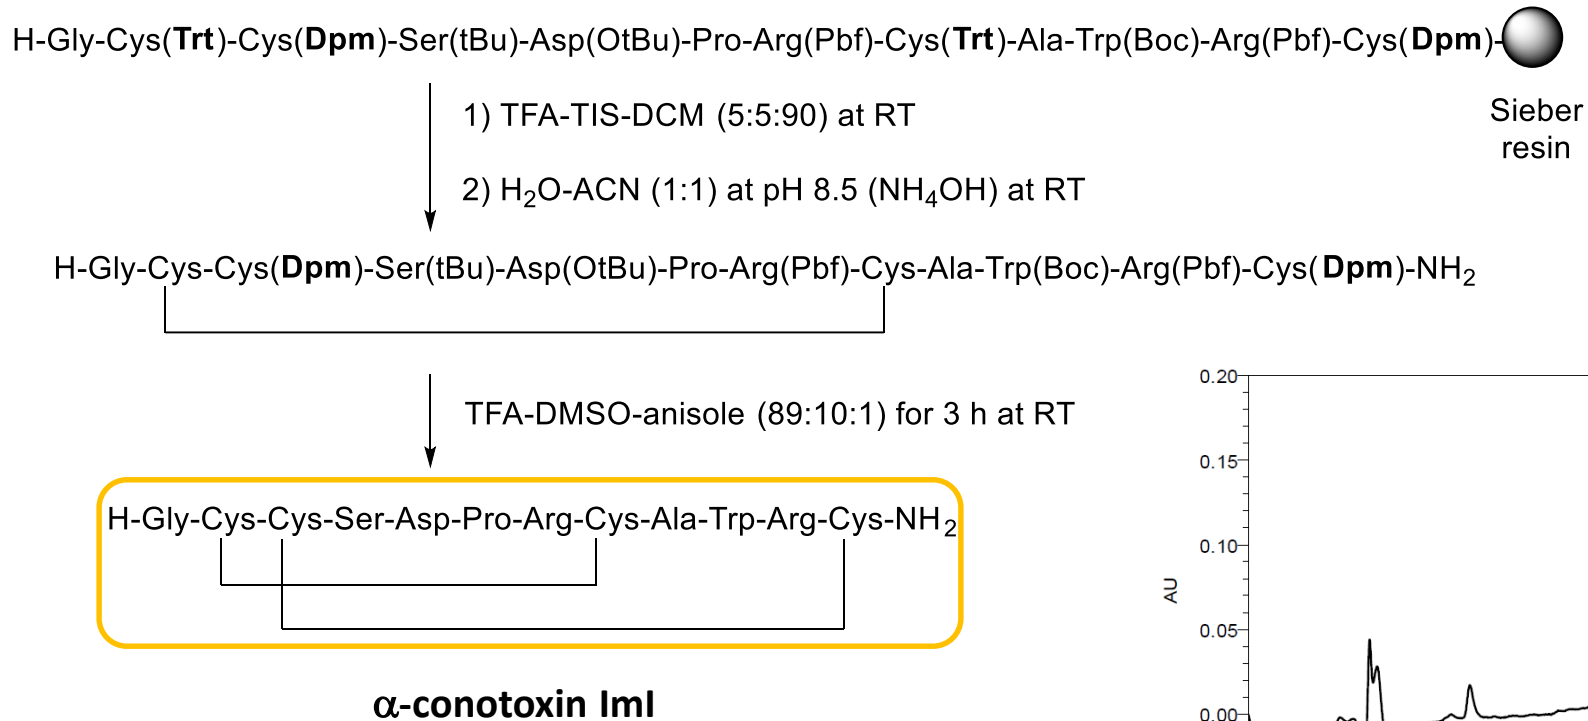 H-Gly-Cys(Trt)-Cys(Dpm)-Ser(tBu)-Asp(OtBu)-Pro-Arg(Pbf)-Cys(Trt)-Ala-Trp(Boc)-Arg(Pbf)-Cys(Dpm)-
Sieber
resin
1) TFA-TIS-DCM (5:5:90) at RT
2) H₂O-ACN (1:1) at pH 8.5 (NH₄OH) at RT
H-Gly-Cys-Cys(Dpm)-Ser(tBu)-Asp(OtBu)-Pro-Arg(Pbf)-Cys-Ala-Trp(Boc)-Arg(Pbf)-Cys(Dpm)-NH₂
TFA-DMSO-anisole (89:10:1) for 3 h at RT
H-Gly-Cys-Cys-Ser-Asp-Pro-Arg-Cys-Ala-Trp-Arg-Cys-NH₂
α-conotoxin ImI
0.20
0.15
0.10
AU
0.05
0.00